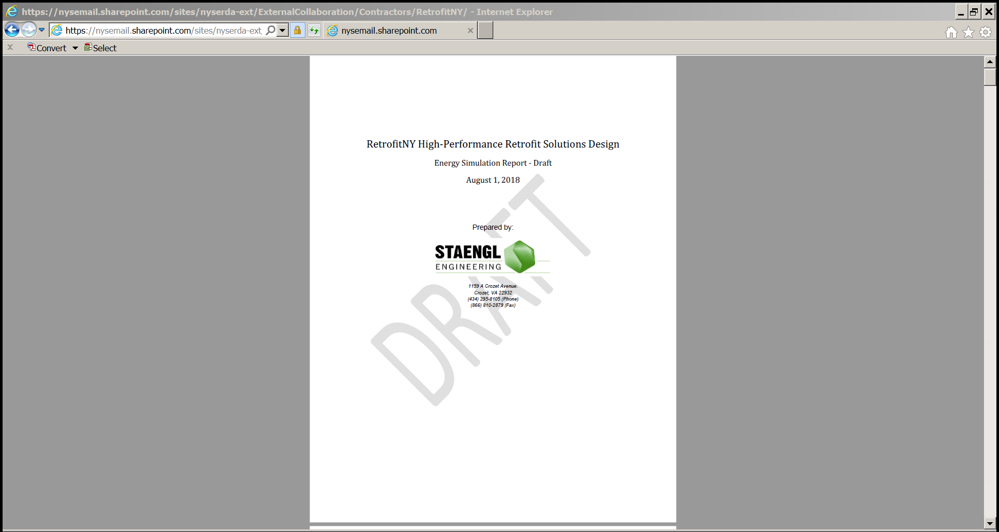 https://nysemail.sharepoint.com/sites/nyserda-ext/ExternalCollaboration/Contractors/RetrofitNY/ - Internet Explorer
https://nysemail.sharepoint.com/sites/nyserda-ext, nysemail.sharepoint.com
Convert Select
RetrofitNY High-Performance Retrofit Solutions Design
Energy Simulation Report - Draft
August 1, 2018
Prepared by:
STAENGL
ENGINEERING
1159 A Crozet Avenue.
Crozet, VA 22932
(434) 295-8105 (Phone)
(866) 810-2879 (Fax)
DRAFT